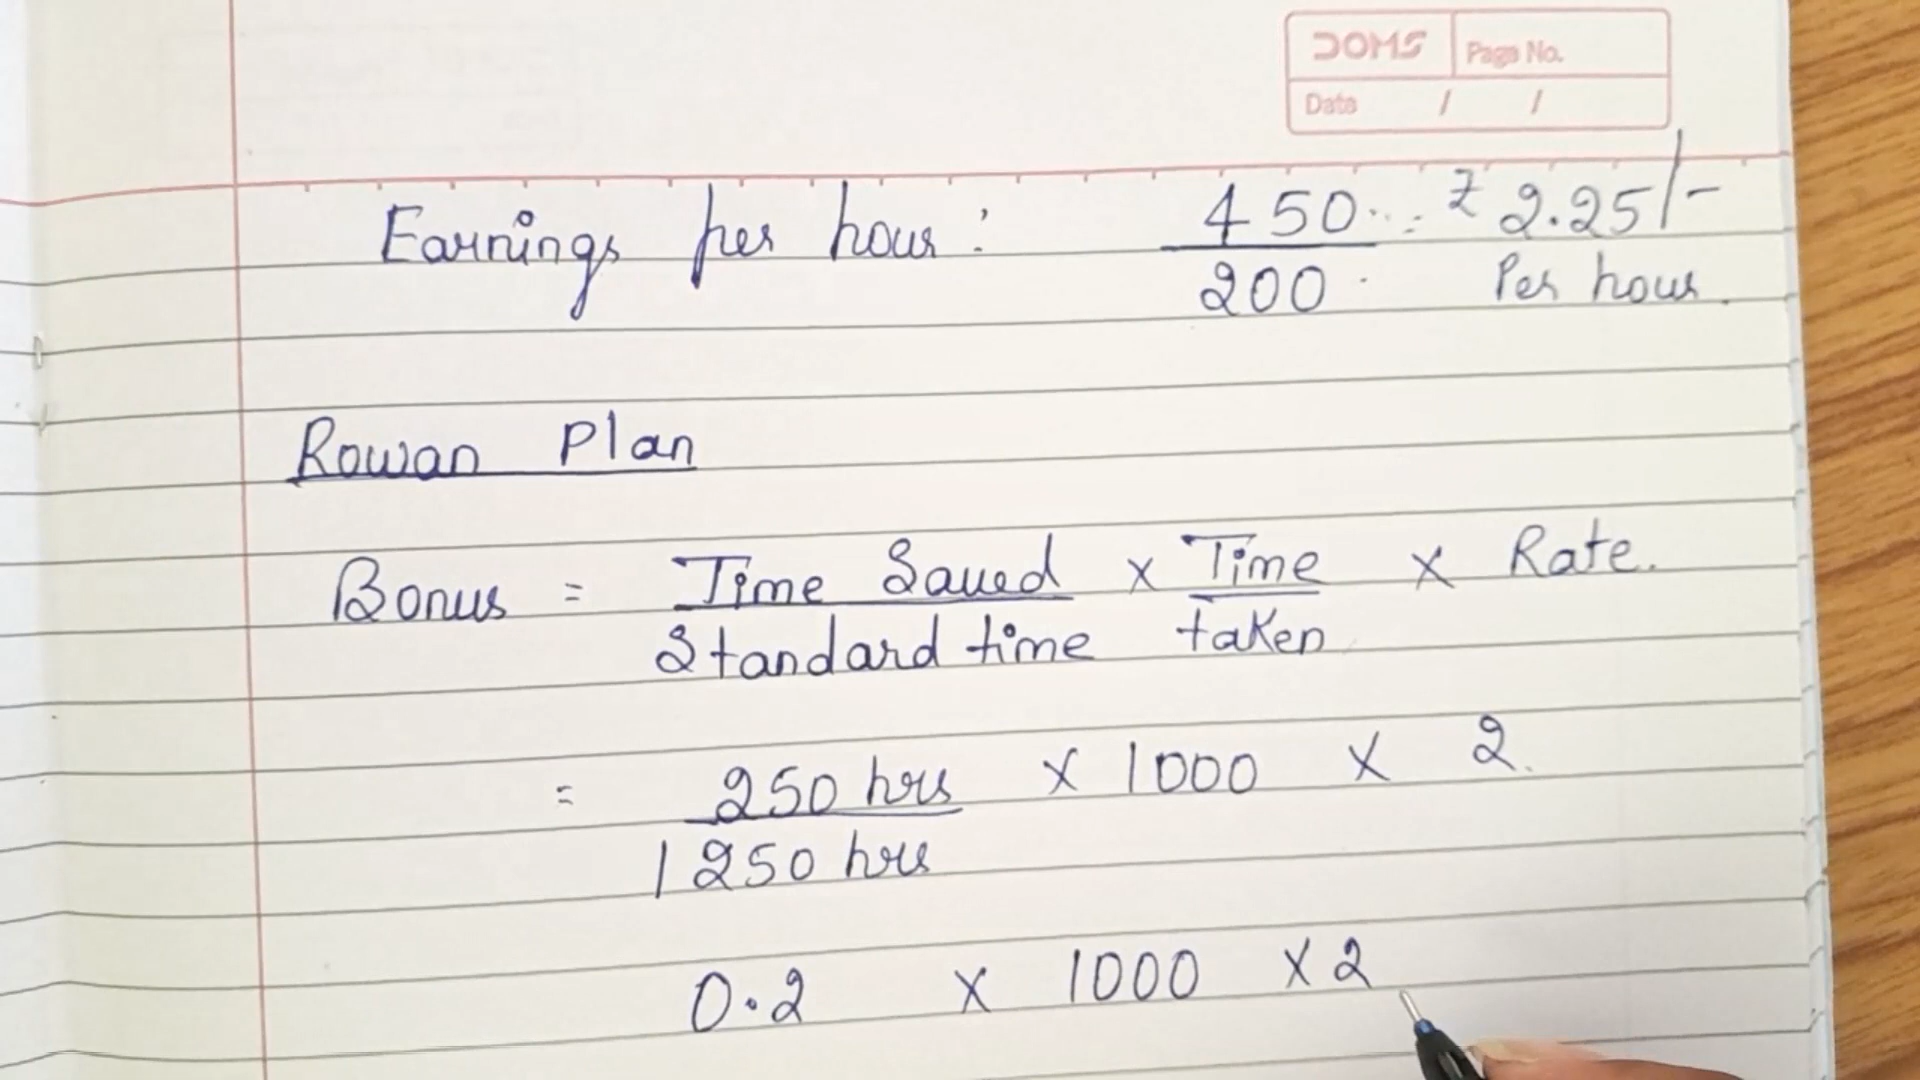 DOMS Page No.
Date / /
Earnings per hour : 450 = ₹ 2.25/-
200 Per hour.
Rowan Plan
Bonus = Time Saved × Time × Rate.
Standard time taken
= 250 hrs × 1000 × 2.
1250 hrs
0.2 × 1000 × 2